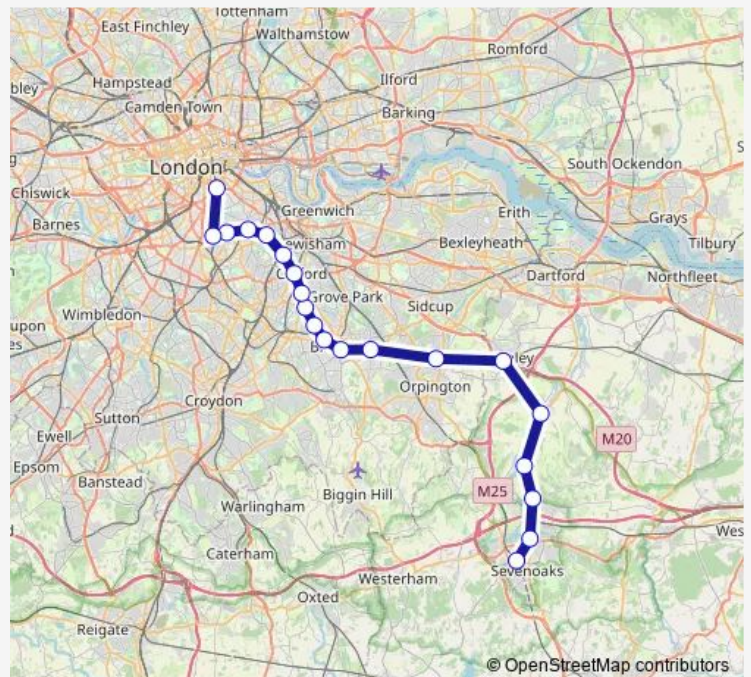 Tottenham
East Finchley
Walthamstow
Romford
Hampstead
Ilford
bley
Camden Town
Barking
London
South Ockendon
Chiswick
Greenwich
Erith
Grays
Barnes
ewisham
Bexleyheath
Tilbury
Dartford
Northfleet
Grove Park
Sidcup
Wimbledon
upon
es
B
ley
Orpington
Croydon
Sutton
Ewell
M20
Epsom
Banstead
M25
Biggin Hill
Warlingham
Wes
Caterham
Westerham
Sevenoaks
Oxted
Reigate
© OpenStreetMap contributors